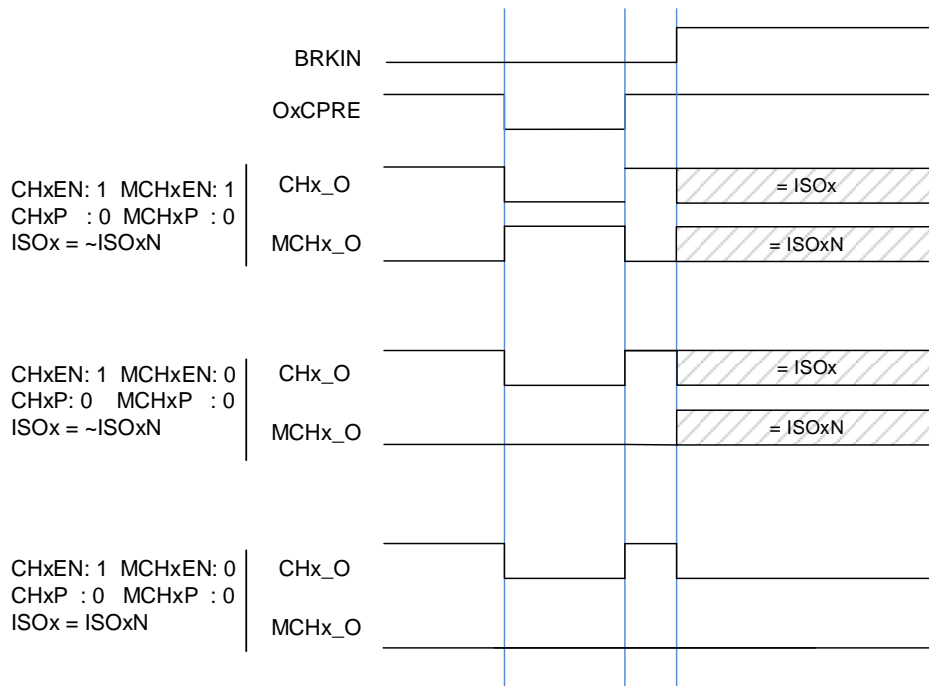 BRKIN
OxCPRE
CHxEN: 1 MCHxEN: 1
CHxP : 0 MCHxP : 0
ISOx = ~ISOxN
CHx_O
= ISOx
MCHx_O
= ISOxN
CHxEN: 1 MCHxEN: 0
CHxP: 0 MCHxP : 0
ISOx = ~ISOxN
CHx_O
= ISOx
MCHx_O
= ISOxN
CHxEN: 1 MCHxEN: 0
CHxP : 0 MCHxP : 0
ISOx = ISOxN
CHx_O
MCHx_O